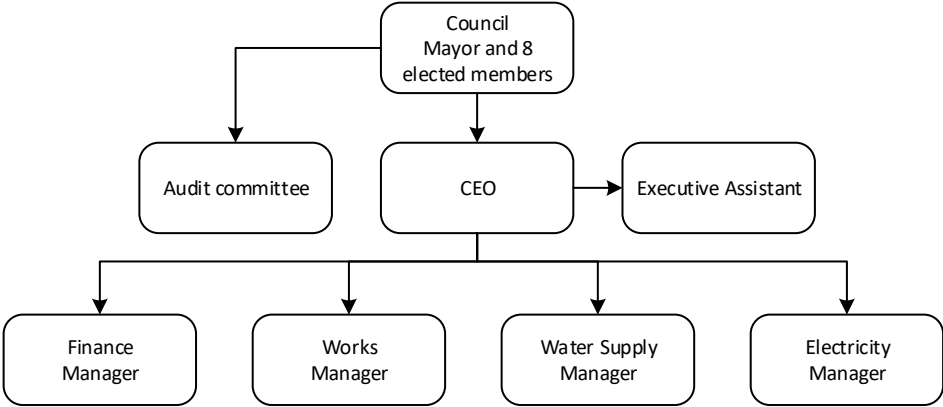 Council
Mayor and 8
elected members
Audit committee
CEO
Executive Assistant
Finance
Manager
Works
Manager
Water Supply
Manager
Electricity
Manager